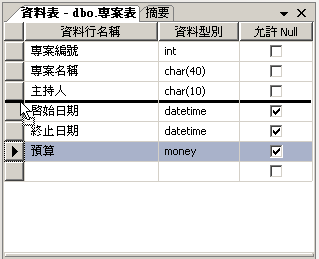 資料表 - dbo.專案表 摘要
資料行名稱 資料型別 允許 Null
專案編號 int
專案名稱 char(40)
主持人 char(10)
啓始日期 datetime
終止日期 datetime
預算 money